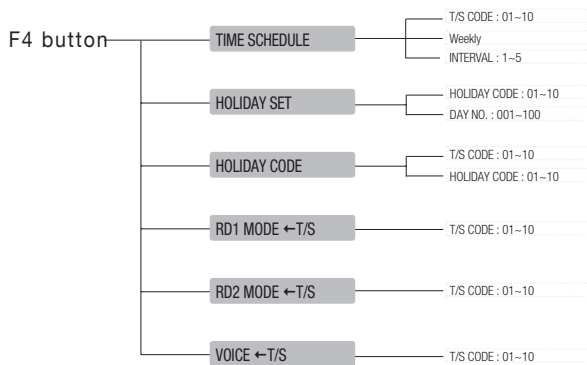 F4 button
TIME SCHEDULE
T/S CODE : 01~10
Weekly
INTERVAL : 1~5
HOLIDAY SET
HOLIDAY CODE : 01~10
DAY NO. : 001~100
HOLIDAY CODE
T/S CODE : 01~10
HOLIDAY CODE : 01~10
RD1 MODE ←T/S
T/S CODE : 01~10
RD2 MODE ←T/S
T/S CODE : 01~10
VOICE ←T/S
T/S CODE : 01~10